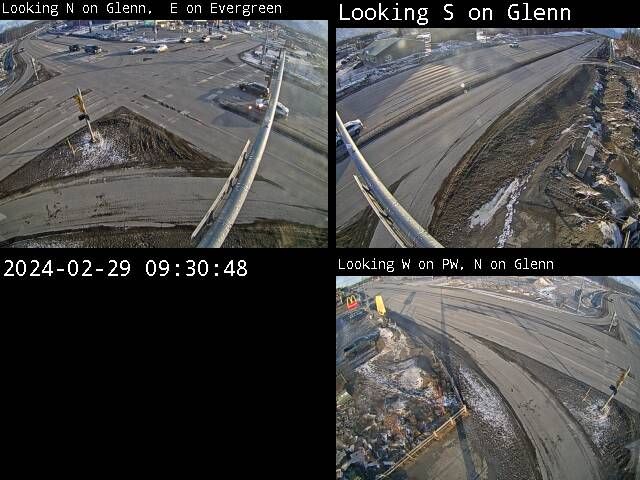 Looking N on Glenn,  E on Evergreen
Looking S on Glenn
2024-02-29 09:30:48
Looking W on PW, N on Glenn